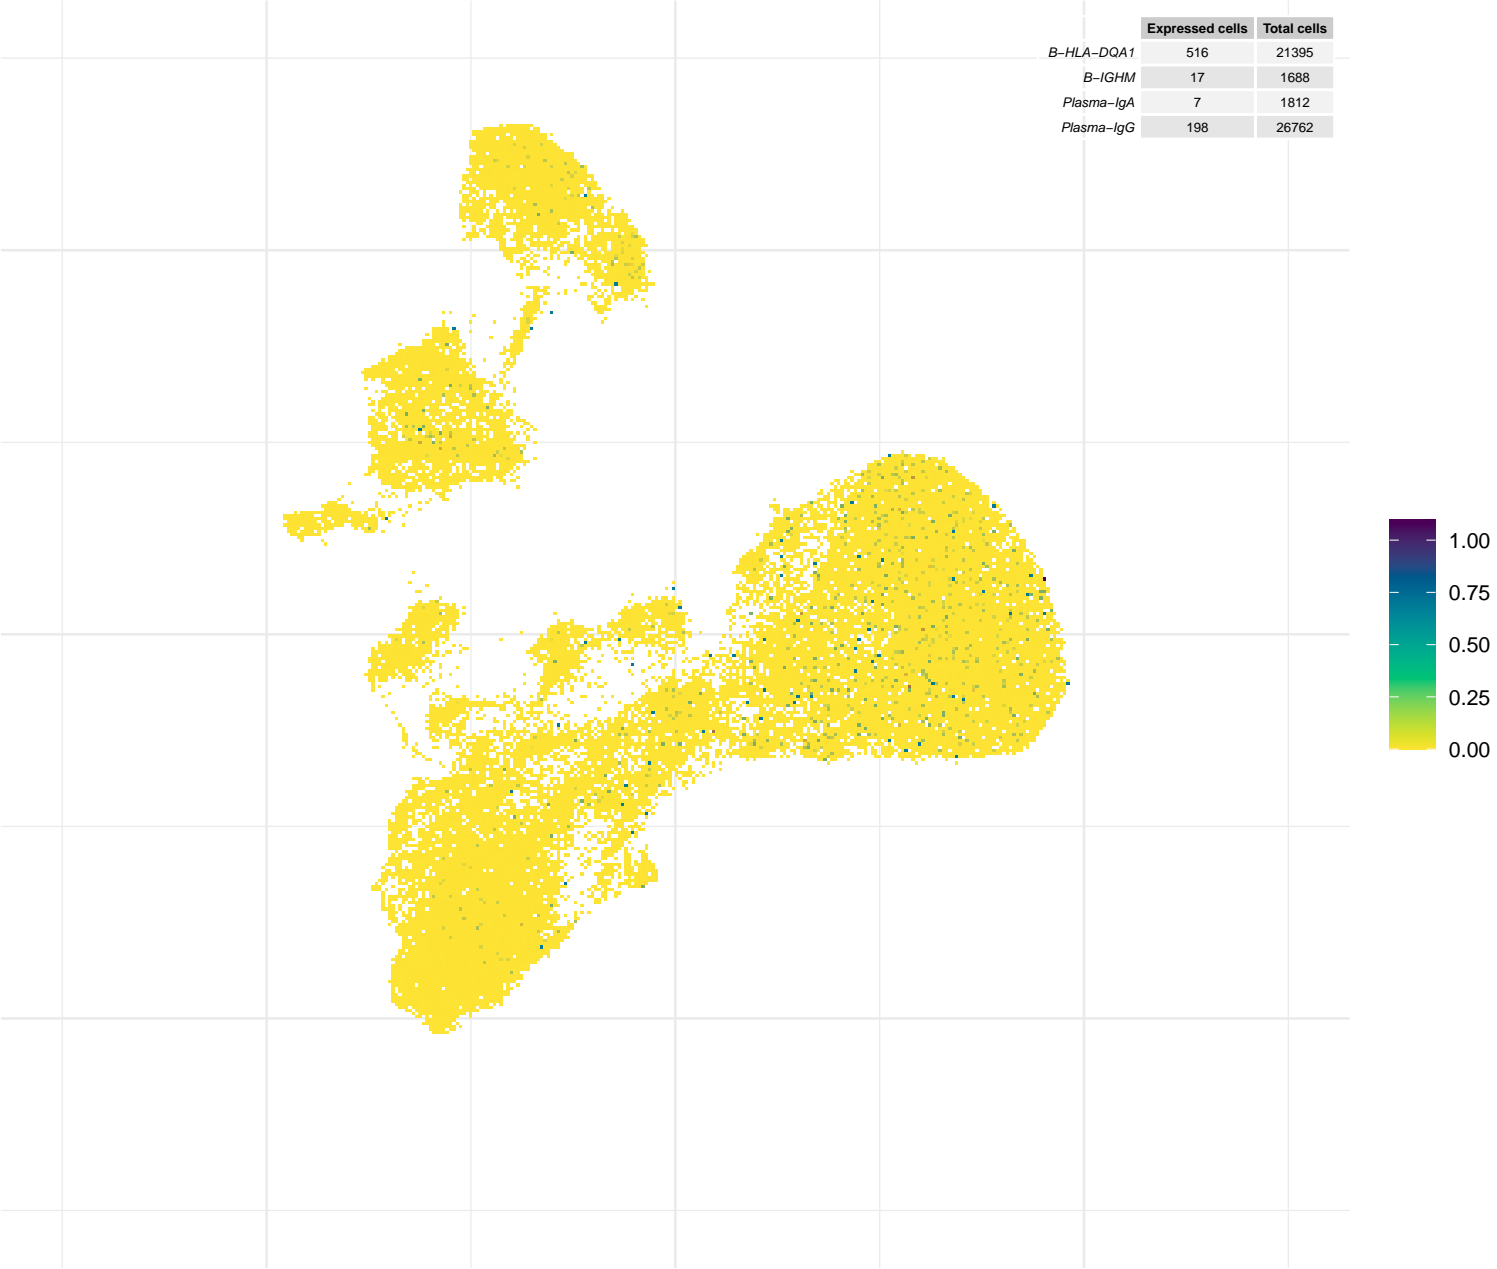 Expressed cells Total cells
B−HLA−DQA1 516 21395
B−IGHM 17 1688
Plasma−IgA 7 1812
Plasma−IgG 198 26762
1.00
0.75
0.50
0.25
0.00